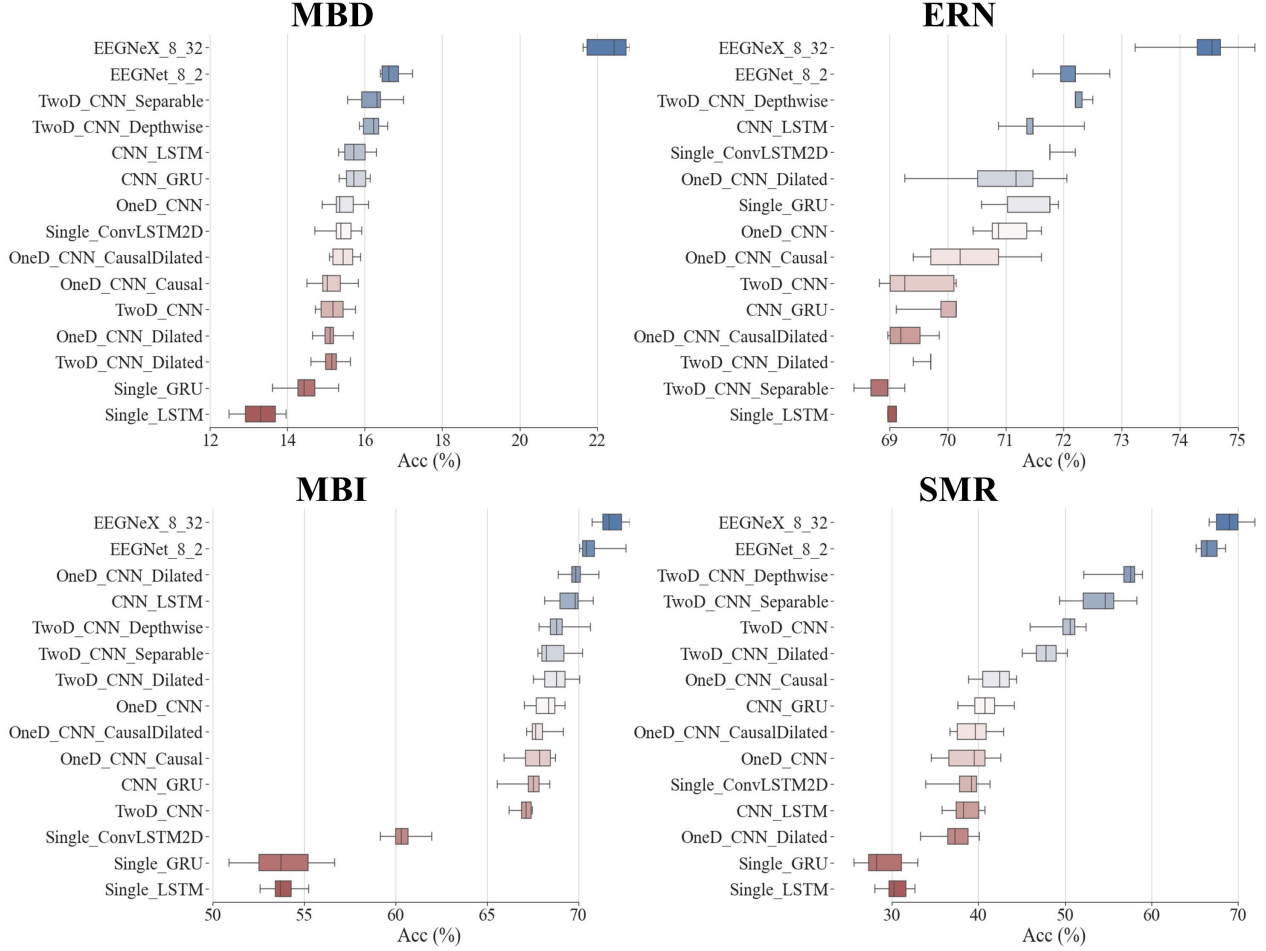 MBD
EEGNeX_8_32
EEGNet_8_2
TwoD_CNN_Separable
TwoD_CNN_Depthwise
CNN_LSTM
CNN_GRU
OneD_CNN
Single_ConvLSTM2D
OneD_CNN_CausalDilated
OneD_CNN_Causal
TwoD_CNN
OneD_CNN_Dilated
TwoD_CNN_Dilated
Single_GRU
Single_LSTM
12 14 16 18 20 22
Acc (%)
ERN
EEGNeX_8_32
EEGNet_8_2
TwoD_CNN_Depthwise
CNN_LSTM
Single_ConvLSTM2D
OneD_CNN_Dilated
Single_GRU
OneD_CNN
OneD_CNN_Causal
TwoD_CNN
CNN_GRU
OneD_CNN_CausalDilated
TwoD_CNN_Dilated
TwoD_CNN_Separable
Single_LSTM
69 70 71 72 73 74 75
Acc (%)
MBI
EEGNeX_8_32
EEGNet_8_2
OneD_CNN_Dilated
CNN_LSTM
TwoD_CNN_Depthwise
TwoD_CNN_Separable
TwoD_CNN_Dilated
OneD_CNN
OneD_CNN_CausalDilated
OneD_CNN_Causal
CNN_GRU
TwoD_CNN
Single_ConvLSTM2D
Single_GRU
Single_LSTM
50 55 60 65 70
Acc (%)
SMR
EEGNeX_8_32
EEGNet_8_2
TwoD_CNN_Depthwise
TwoD_CNN_Separable
TwoD_CNN
TwoD_CNN_Dilated
OneD_CNN_Causal
CNN_GRU
OneD_CNN_CausalDilated
OneD_CNN
Single_ConvLSTM2D
CNN_LSTM
OneD_CNN_Dilated
Single_GRU
Single_LSTM
30 40 50 60 70
Acc (%)